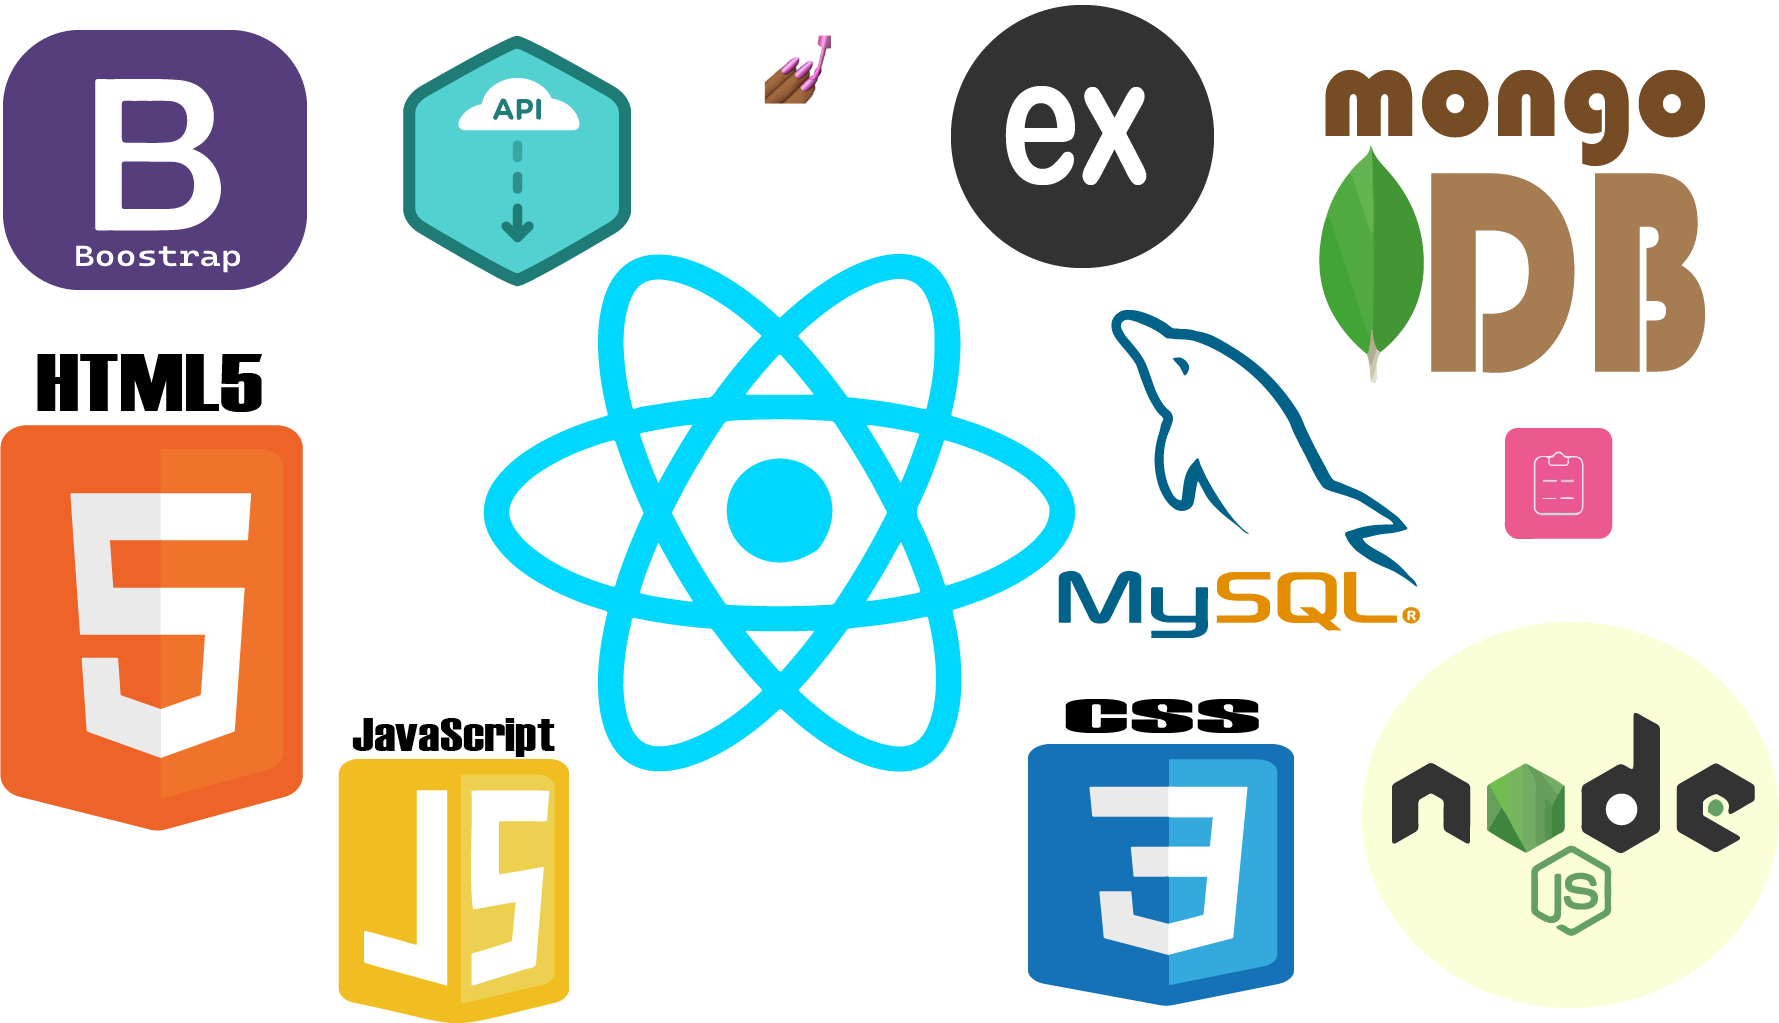 B
Boostrap
API
ex
mongo
DB
HTML5
5
MySQL®
JavaScript
JS
CSS
3
node
JS